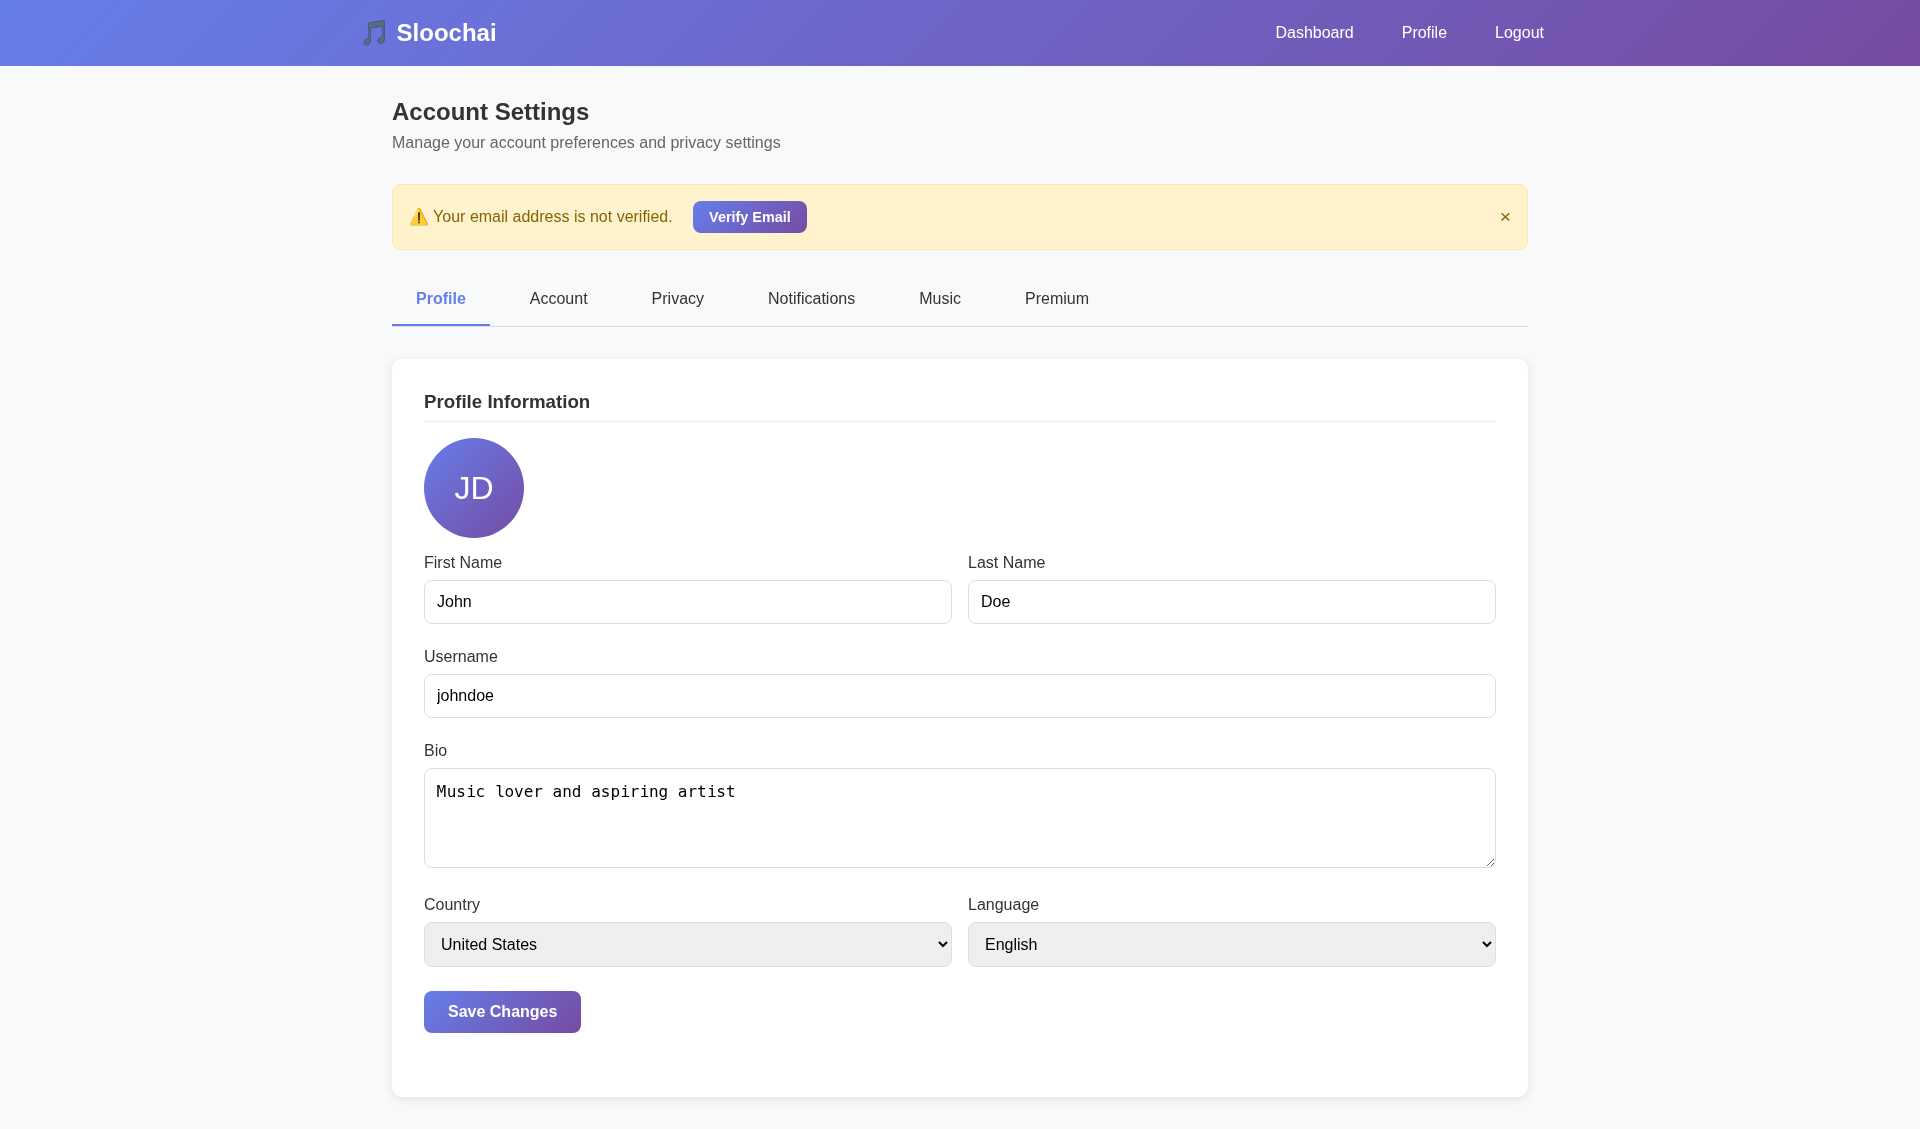 🎵 Sloochai
Dashboard Profile Logout
Account Settings
Manage your account preferences and privacy settings
⚠️ Your email address is not verified. Verify Email ×
Profile Account Privacy Notifications Music Premium
Profile Information
JD
First Name Last Name
John Doe
Username
johndoe
Bio
Music lover and aspiring artist
Country Language
United States English
Save Changes